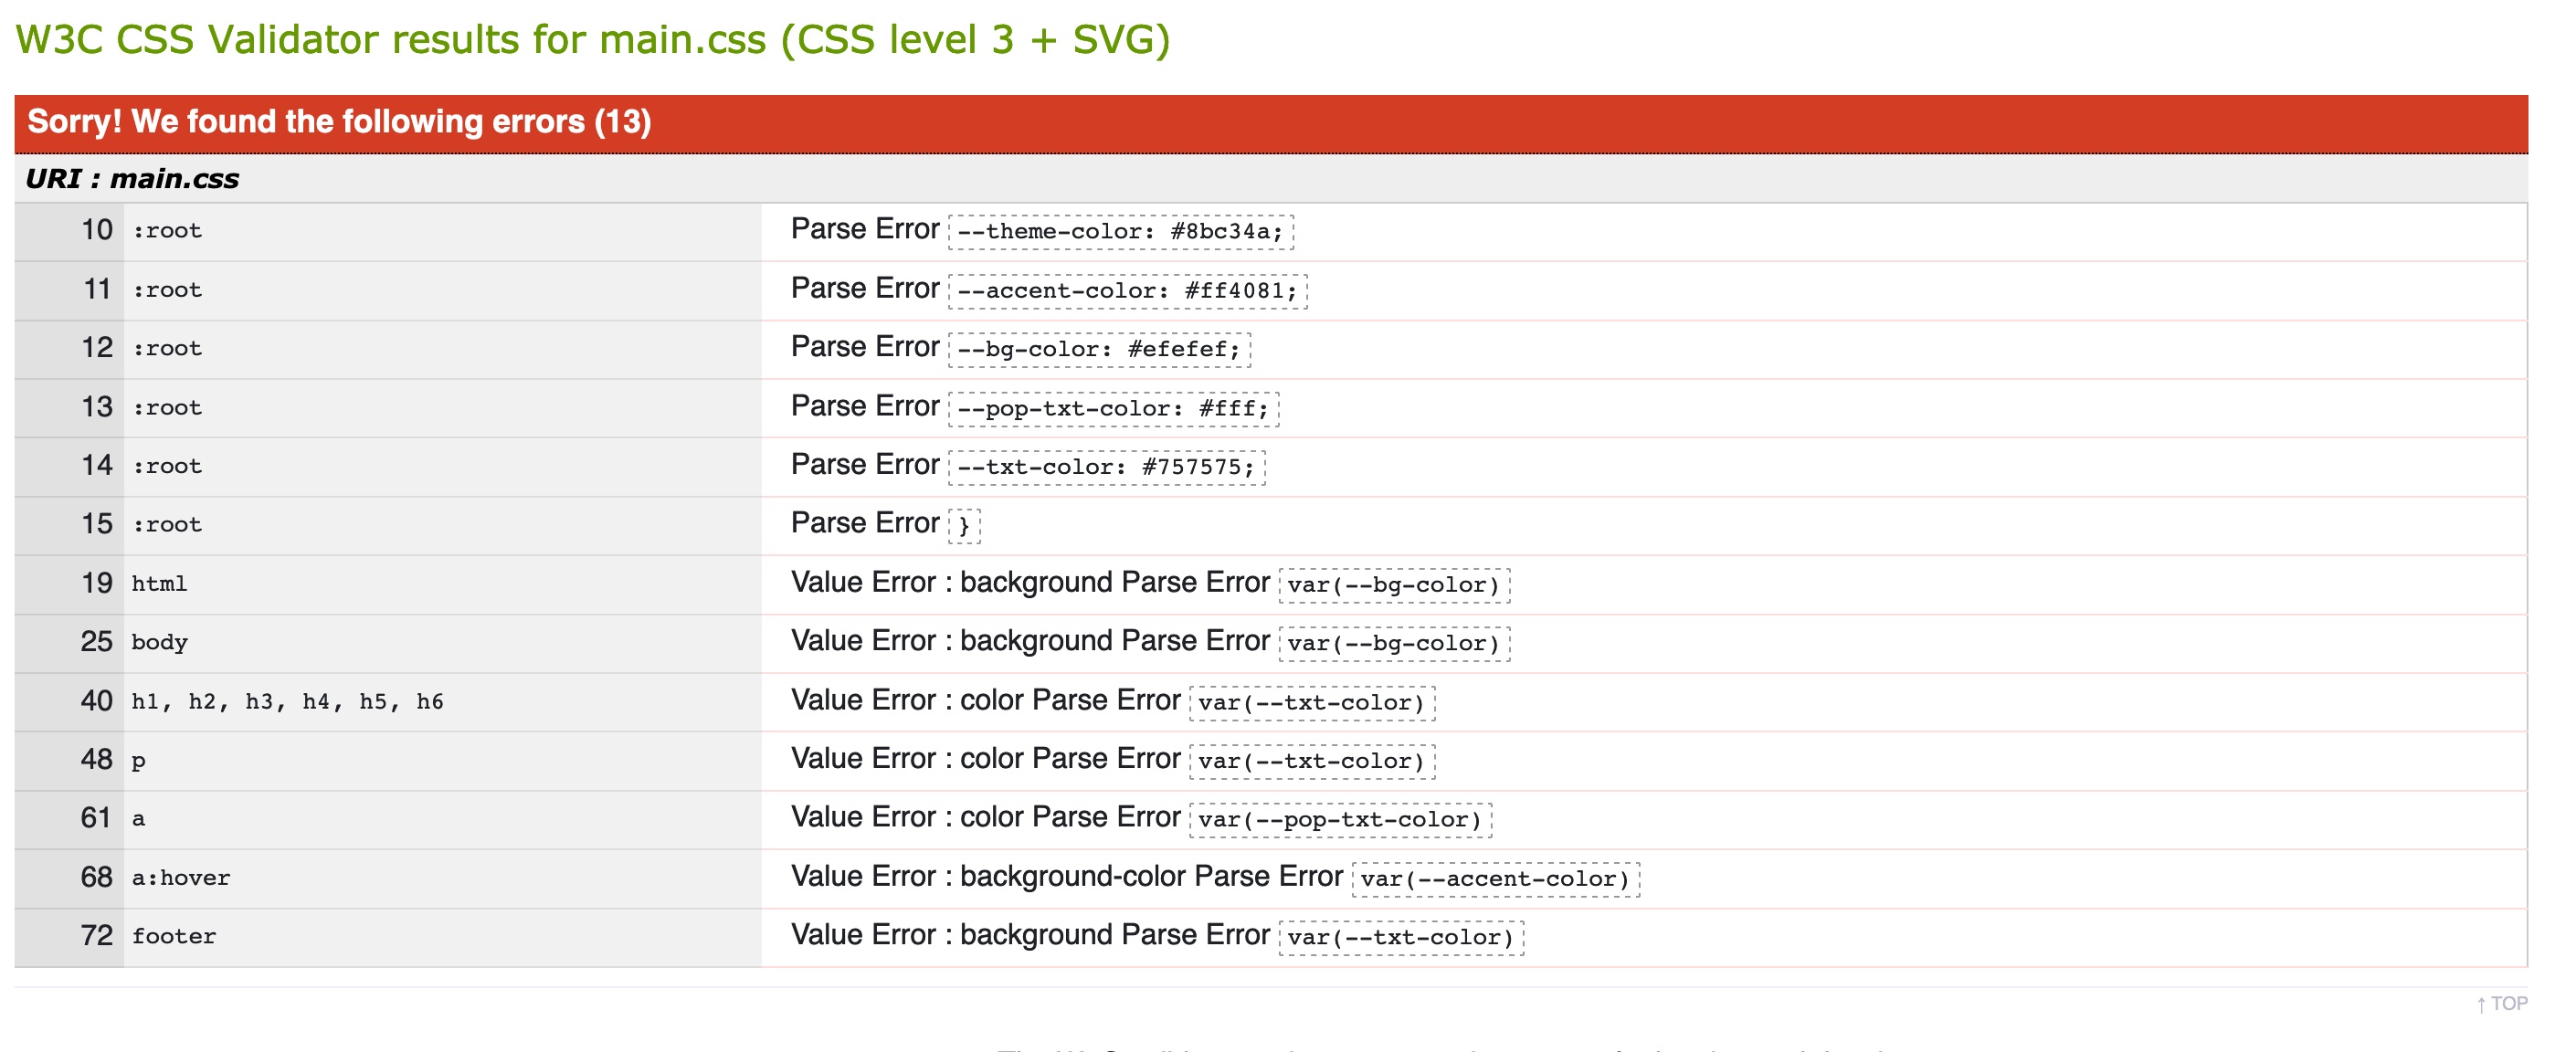 W3C CSS Validator results for main.css (CSS level 3 + SVG)
Sorry! We found the following errors (13)
URI : main.css
10 :root Parse Error --theme-color: #8bc34a;
11 :root Parse Error --accent-color: #ff4081;
12 :root Parse Error --bg-color: #efefef;
13 :root Parse Error --pop-txt-color: #fff;
14 :root Parse Error --txt-color: #757575;
15 :root Parse Error }
19 html Value Error : background Parse Error var(--bg-color)
25 body Value Error : background Parse Error var(--bg-color)
40 h1, h2, h3, h4, h5, h6 Value Error : color Parse Error var(--txt-color)
48 p Value Error : color Parse Error var(--txt-color)
61 a Value Error : color Parse Error var(--pop-txt-color)
68 a:hover Value Error : background-color Parse Error var(--accent-color)
72 footer Value Error : background Parse Error var(--txt-color)
↑ TOP